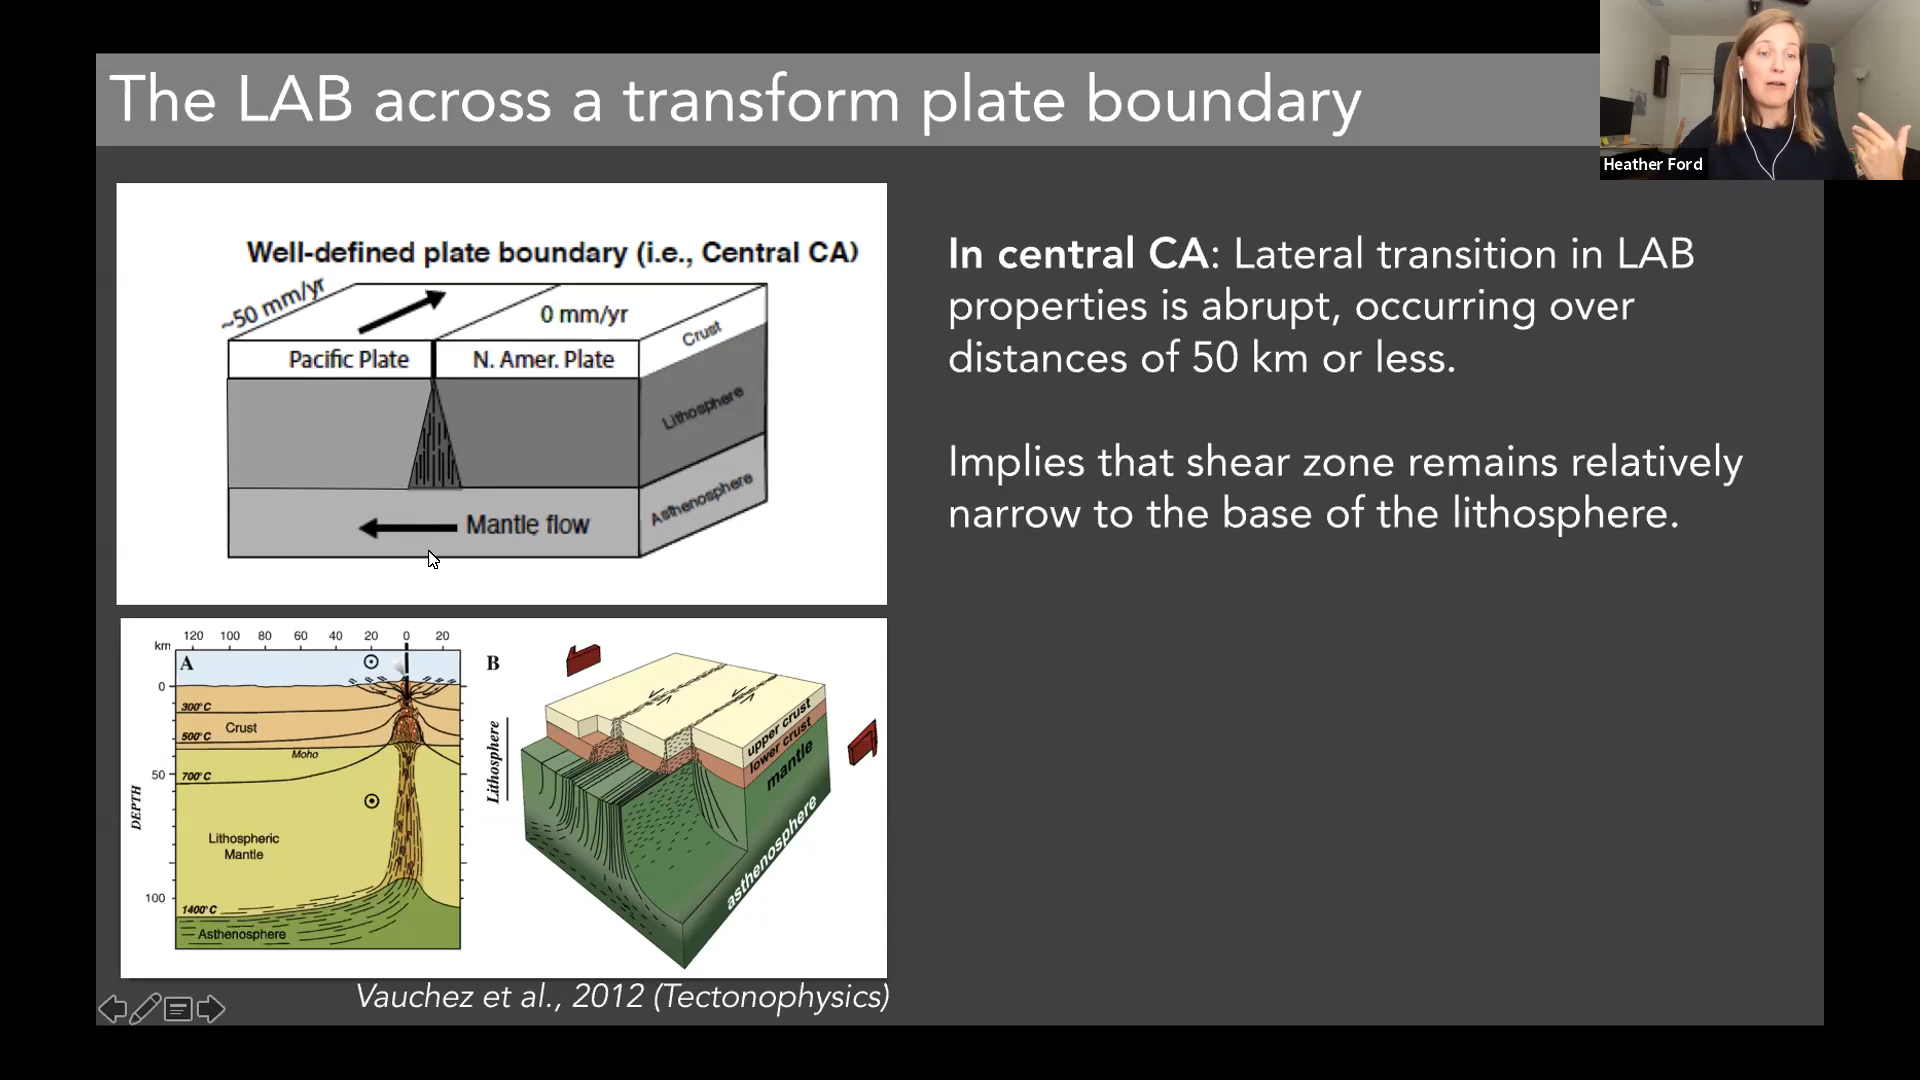 The LAB across a transform plate boundary
Heather Ford
Well-defined plate boundary (i.e., Central CA)
~50 mm/yr
0 mm/yr
Pacific Plate
N. Amer. Plate
Crust
Lithosphere
Asthenosphere
Mantle flow
In central CA: Lateral transition in LAB
properties is abrupt, occurring over
distances of 50 km or less.
Implies that shear zone remains relatively
narrow to the base of the lithosphere.
km 120 100 80 60 40 20 0 20
A
0
300°C
Crust
500°C
Moho
50
700°C
DEPTH
Lithospheric
Mantle
100
1400°C
Asthenosphere
B
Lithosphere
upper crust
lower crust
mantle
asthenosphere
Vauchez et al., 2012 (Tectonophysics)